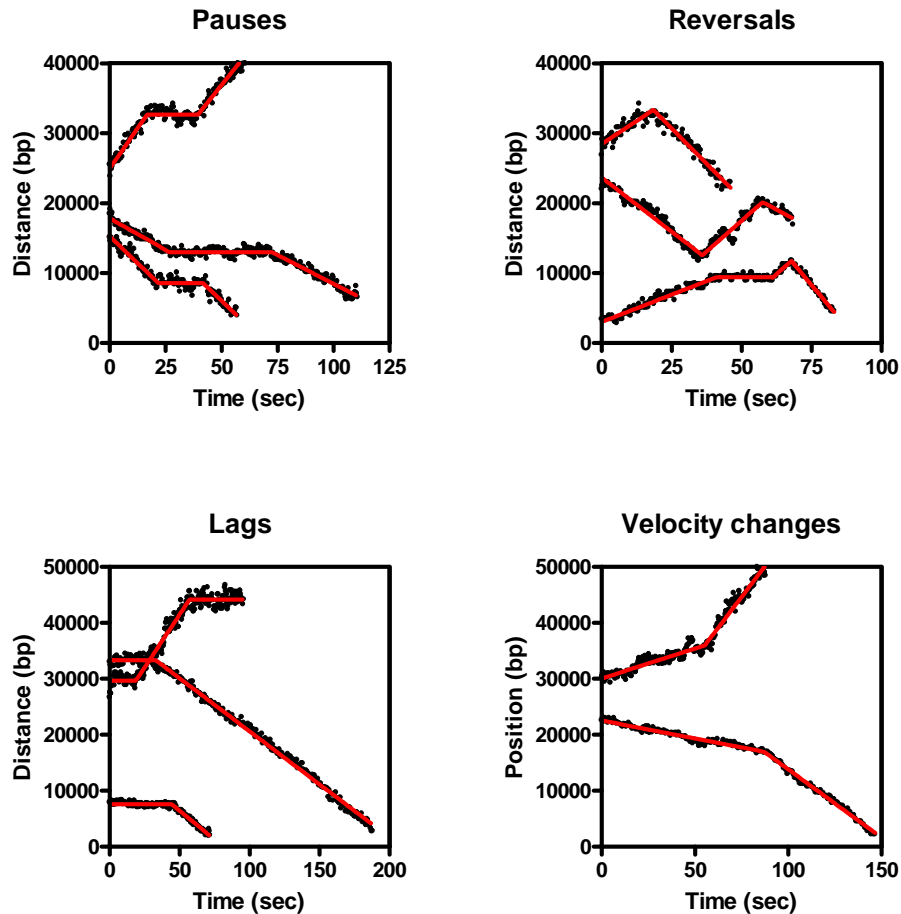 Pauses
40000
30000
20000
10000
0
Distance (bp)
0 25 50 75 100 125
Time (sec)
Reversals
40000
30000
20000
10000
0
Distance (bp)
0 25 50 75 100
Time (sec)
Lags
50000
40000
30000
20000
10000
0
Distance (bp)
0 50 100 150 200
Time (sec)
Velocity changes
50000
40000
30000
20000
10000
0
Position (bp)
0 50 100 150
Time (sec)